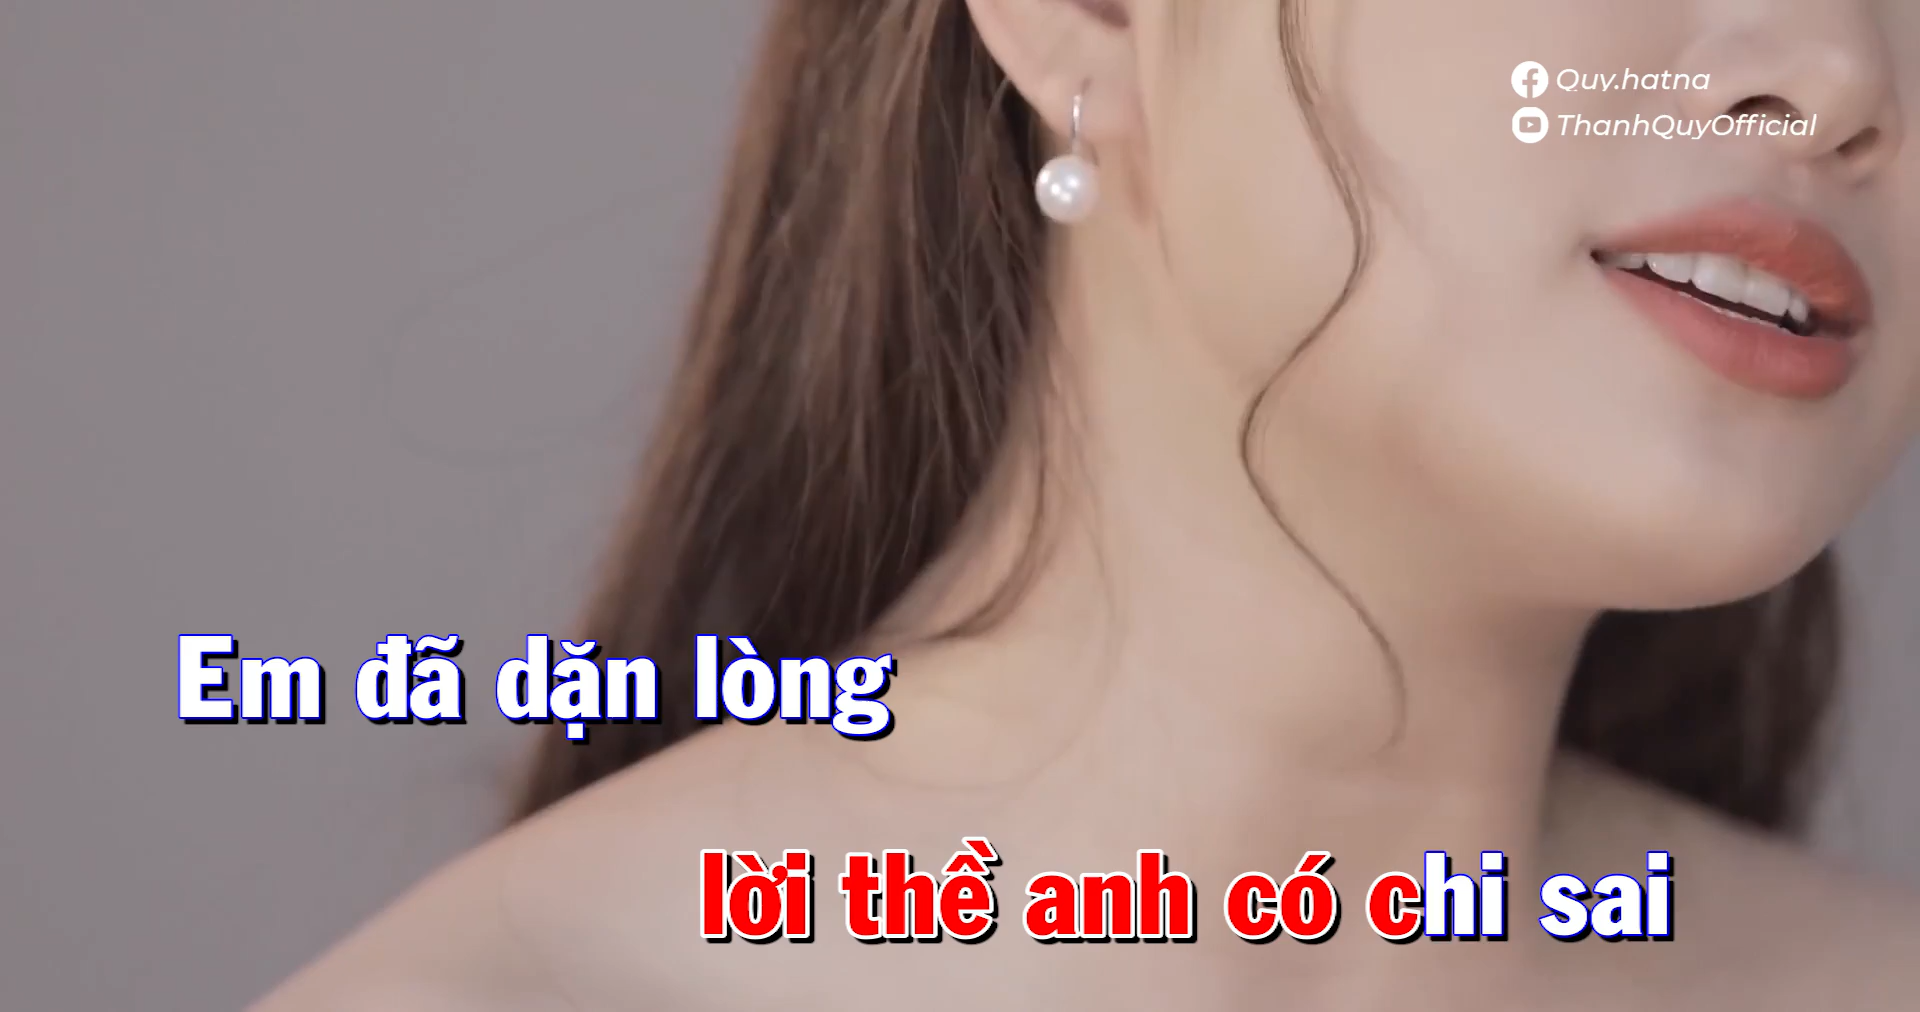 Quy.hatna
ThanhQuyOfficial
Em đã dặn lòng
lời thề anh có chi sai